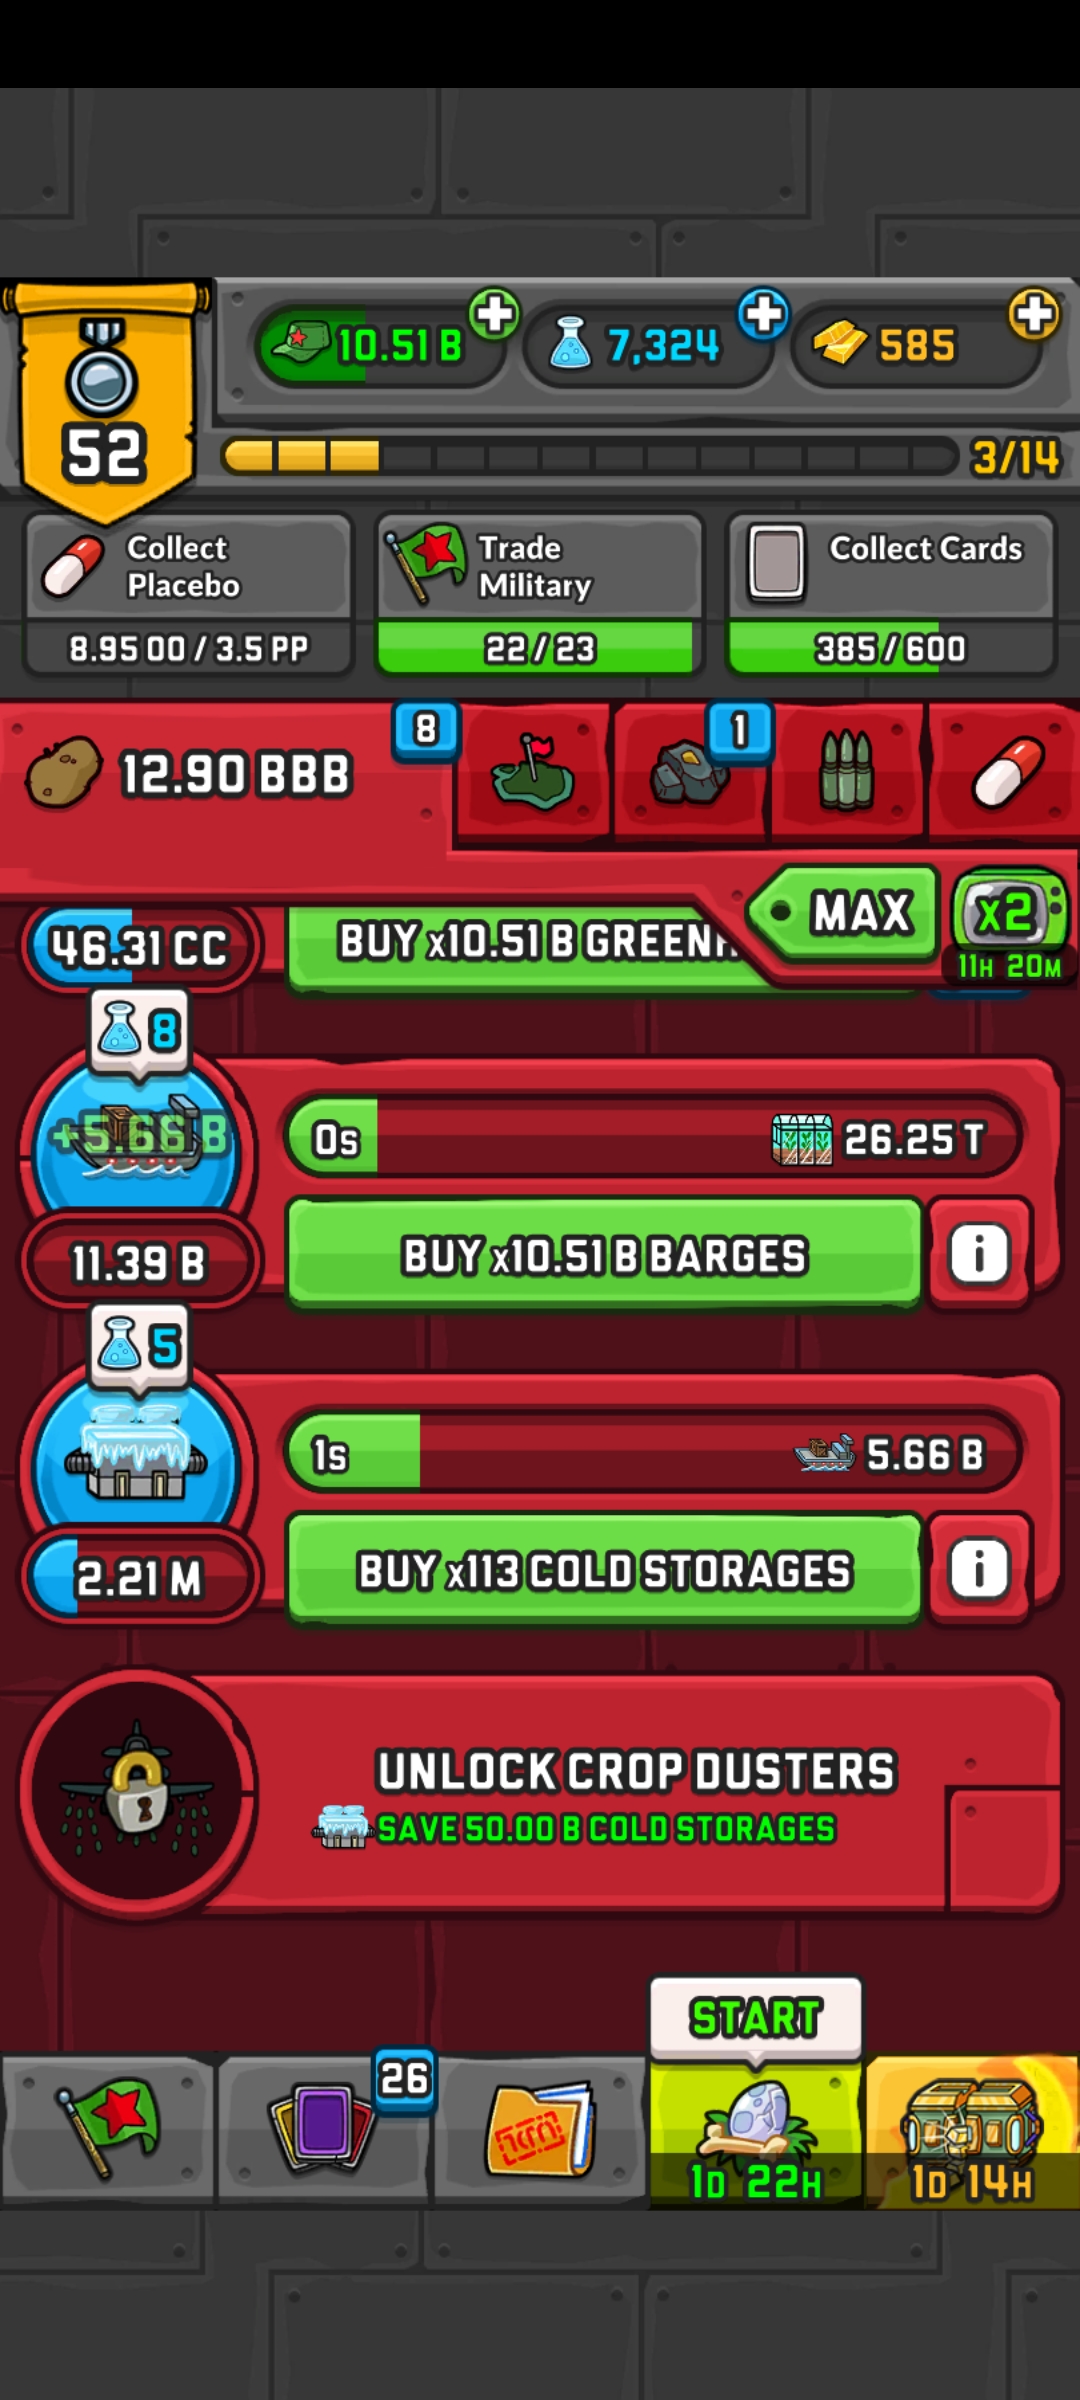 10.51 B
7,324
585
52
3/14
Collect
Placebo
8.95 OO / 3.5 PP
Trade
Military
22 / 23
Collect Cards
385 / 600
12.90 BBB
8
1
MAX
x2
11H 20M
46.31 CC
BUY x10.51 B GREENH
8
+5.66 B
0s
26.25 T
11.39 B
BUY x10.51 B BARGES
i
5
1s
5.66 B
2.21 M
BUY x113 COLD STORAGES
i
UNLOCK CROP DUSTERS
SAVE 50.00 B COLD STORAGES
START
26
1D 22H
1D 14H